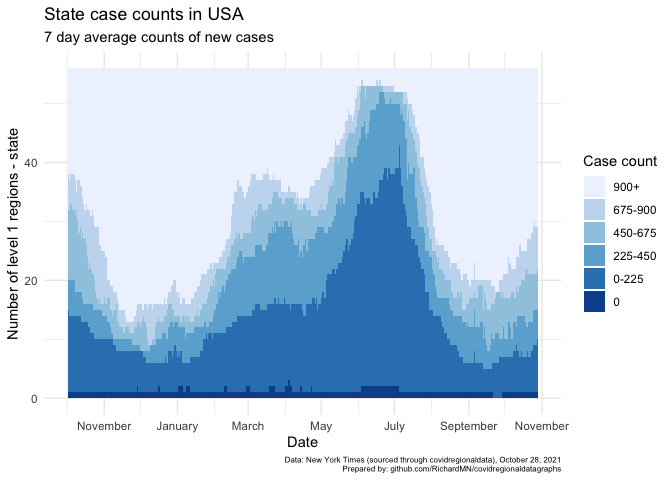 State case counts in USA
7 day average counts of new cases
Number of level 1 regions - state
40
20
0
November January March May July September November
Date
Case count
900+
675-900
450-675
225-450
0-225
0
Data: New York Times (sourced through covidregionaldata), October 28, 2021
Prepared by: github.com/RichardMN/covidregionaldatagraphs